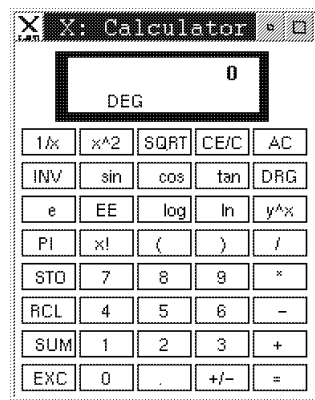 X: Calculator
0
DEG
1/x x^2 SQRT CE/C AC
INV sin cos tan DRG
e EE log ln y^x
PI x! ( ) /
STO 7 8 9 *
RCL 4 5 6 -
SUM 1 2 3 +
EXC 0 . +/- =